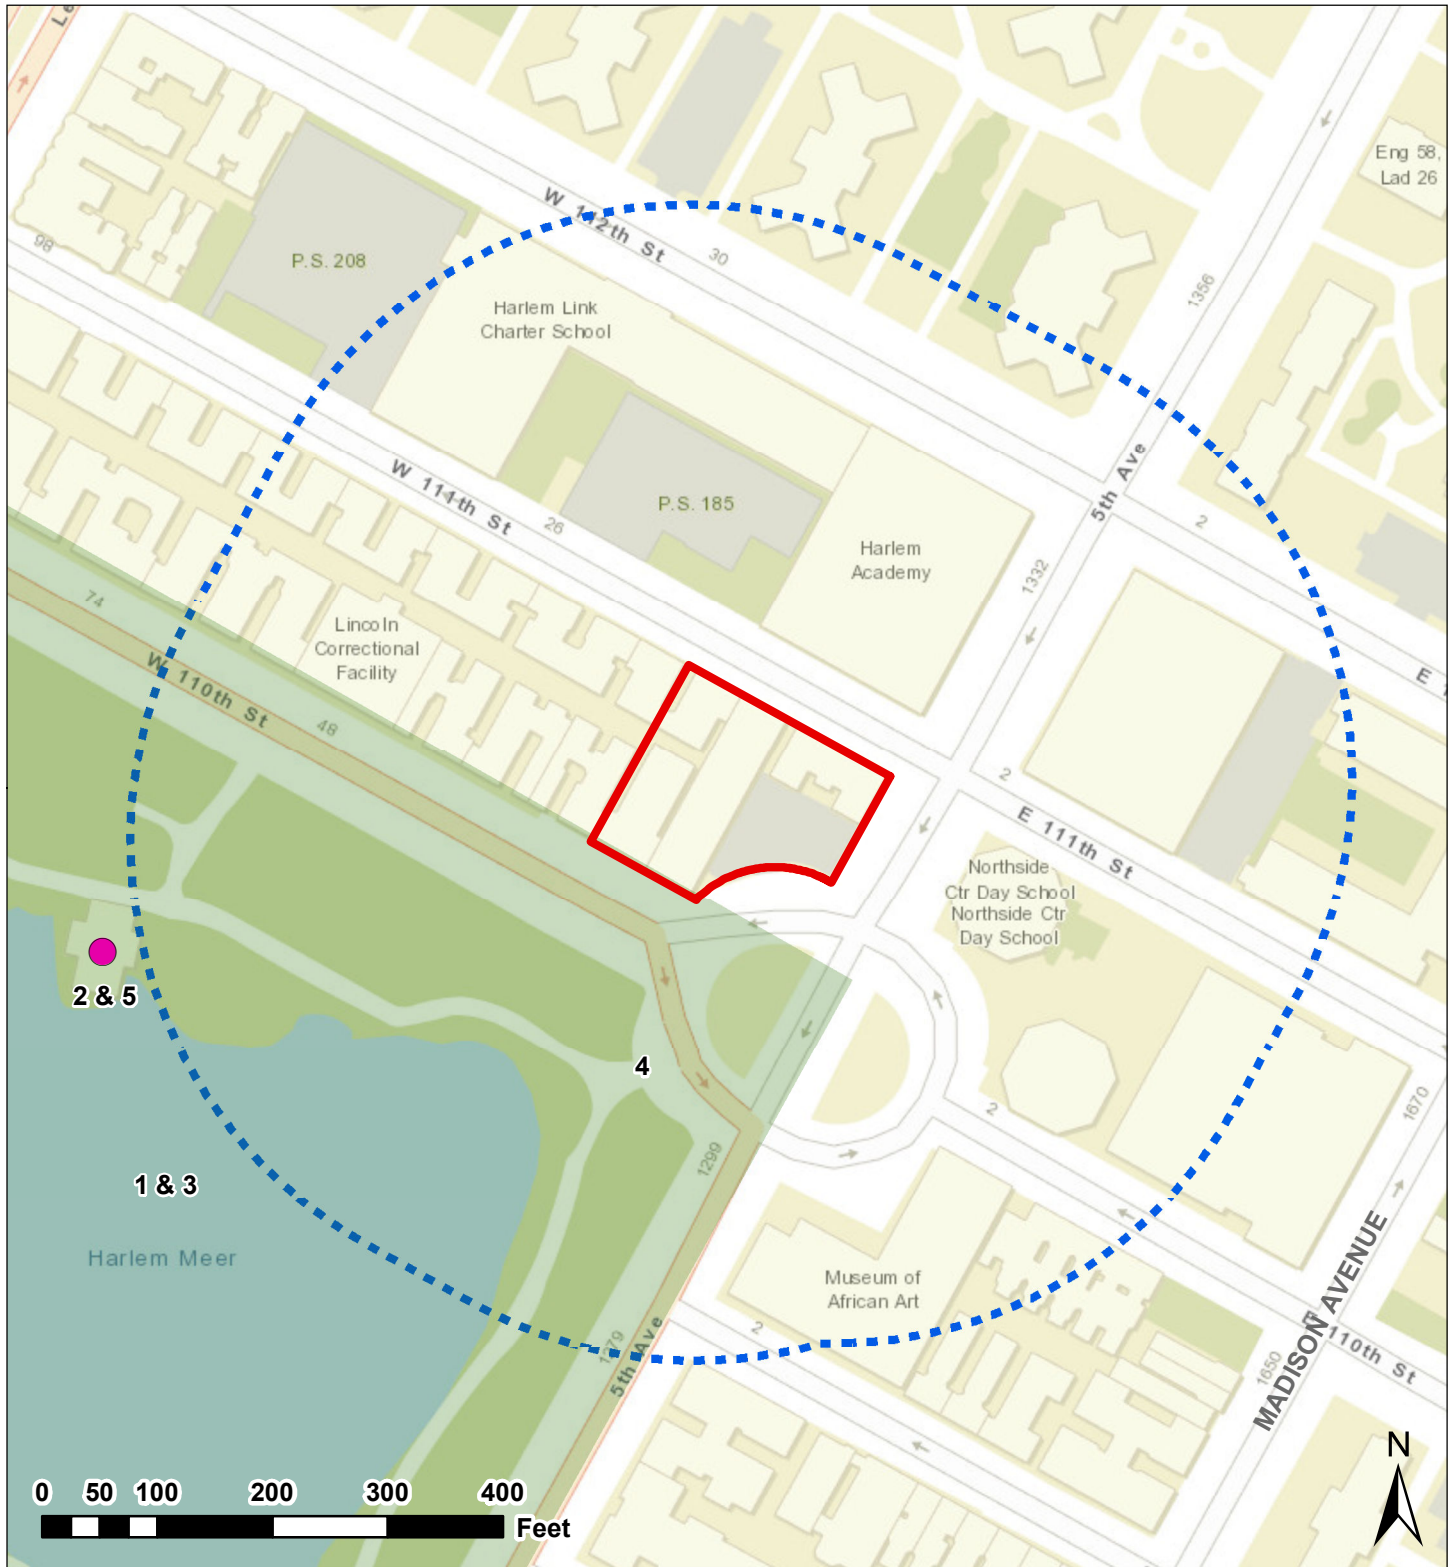 Le
Eng 58,
Lad 26
W 112th St
30
98
P.S. 208
1356
Harlem Link
Charter School
W 114th St
26
P.S. 185
5th Ave
2
Harlem
Academy
1332
74
Lincoln
Correctional
Facility
W 110th St
48
E 1
2
E 111th St
Northside
Ctr Day School
Northside Ctr
Day School
2 & 5
4
2
1670
1299
1 & 3
Harlem Meer
Museum of
African Art
2
1279
5th Ave
1650
MADISON AVENUE
E 110th St
N
0 50 100 200 300 400
Feet